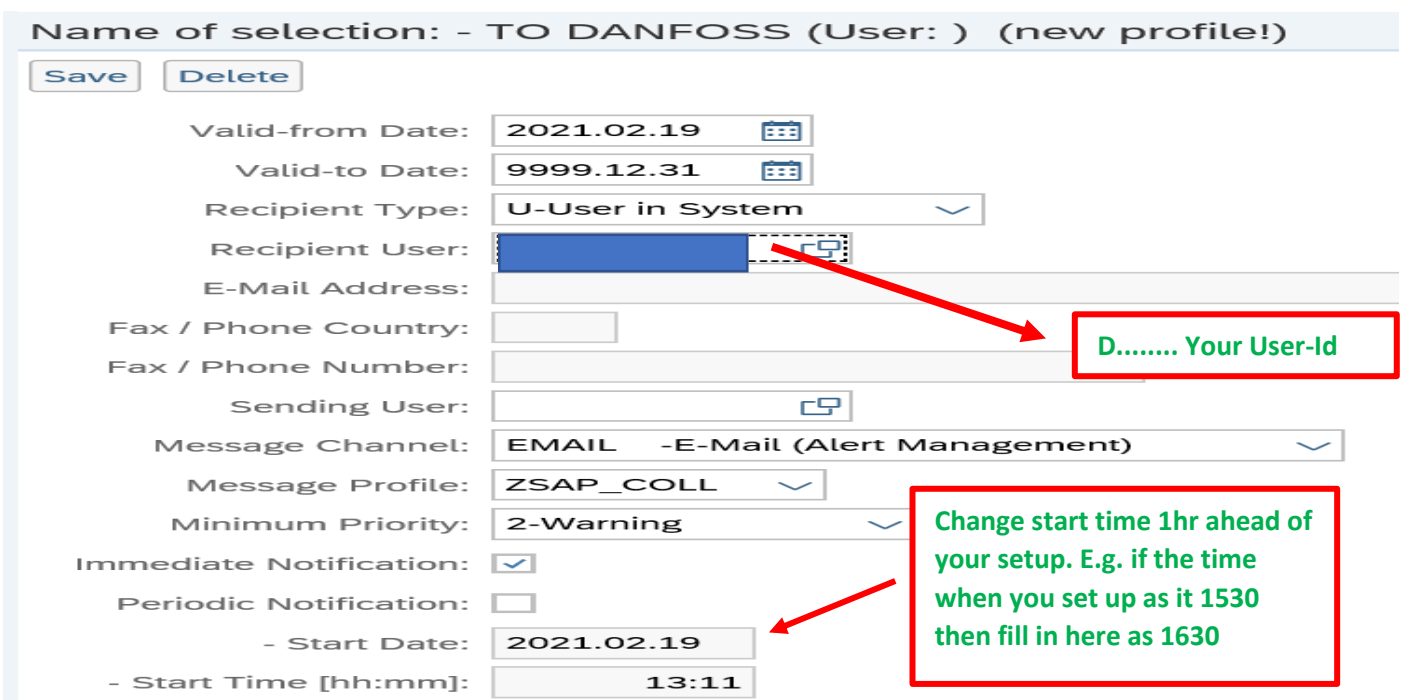 Name of selection: - TO DANFOSS (User: ) (new profile!)
Save Delete
Valid-from Date: 2021.02.19
Valid-to Date: 9999.12.31
Recipient Type: U-User in System
Recipient User:
E-Mail Address:
Fax / Phone Country:
D........ Your User-Id
Fax / Phone Number:
Sending User:
Message Channel: EMAIL -E-Mail (Alert Management)
Message Profile: ZSAP_COLL
Minimum Priority: 2-Warning
Change start time 1hr ahead of
your setup. E.g. if the time
when you set up as it 1530
then fill in here as 1630
Immediate Notification:
Periodic Notification:
- Start Date: 2021.02.19
- Start Time [hh:mm]: 13:11